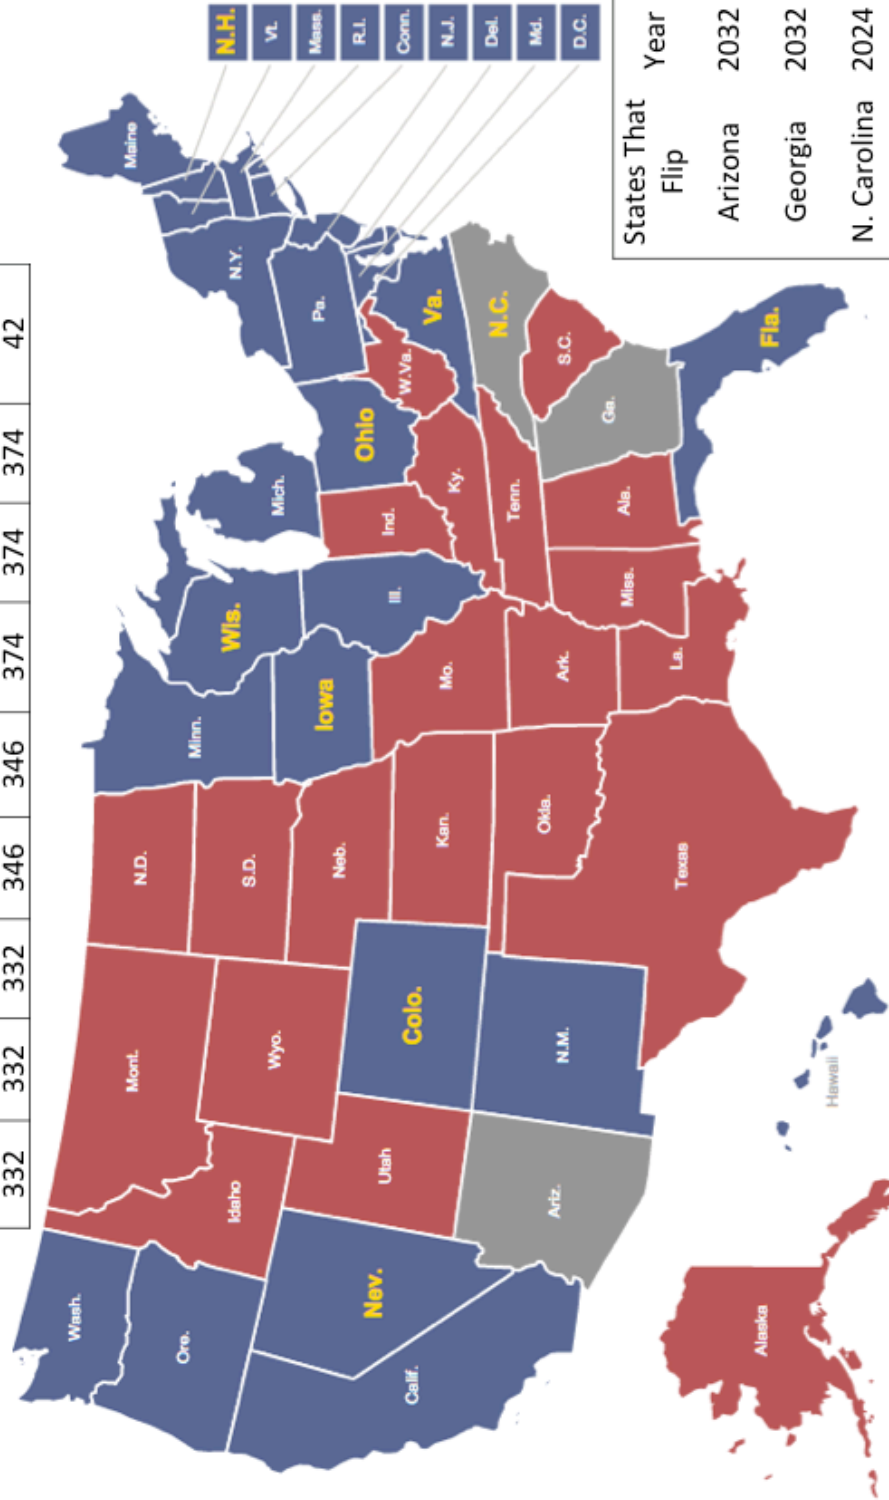 332 332 332 346 346 374 374 374 42
Wash.
Mont.
N.D.
Maine
Ore.
Minn.
Idaho
S.D.
Wis.
N.Y.
N.H.
Wyo.
Mich.
Vt.
Neb.
Iowa
Pa.
Mass.
Nev.
Utah
Ohio
R.I.
Calif.
Colo.
Ill.
Ind.
W.Va.
Conn.
Kan.
Mo.
Ky.
Va.
N.J.
Ariz.
N.M.
Okla.
Ark.
Tenn.
N.C.
Del.
S.C.
Md.
Texas
La.
Miss.
Ala.
Ga.
D.C.
Alaska
Hawaii
Fla.
States That Flip Year
Arizona 2032
Georgia 2032
N. Carolina 2024